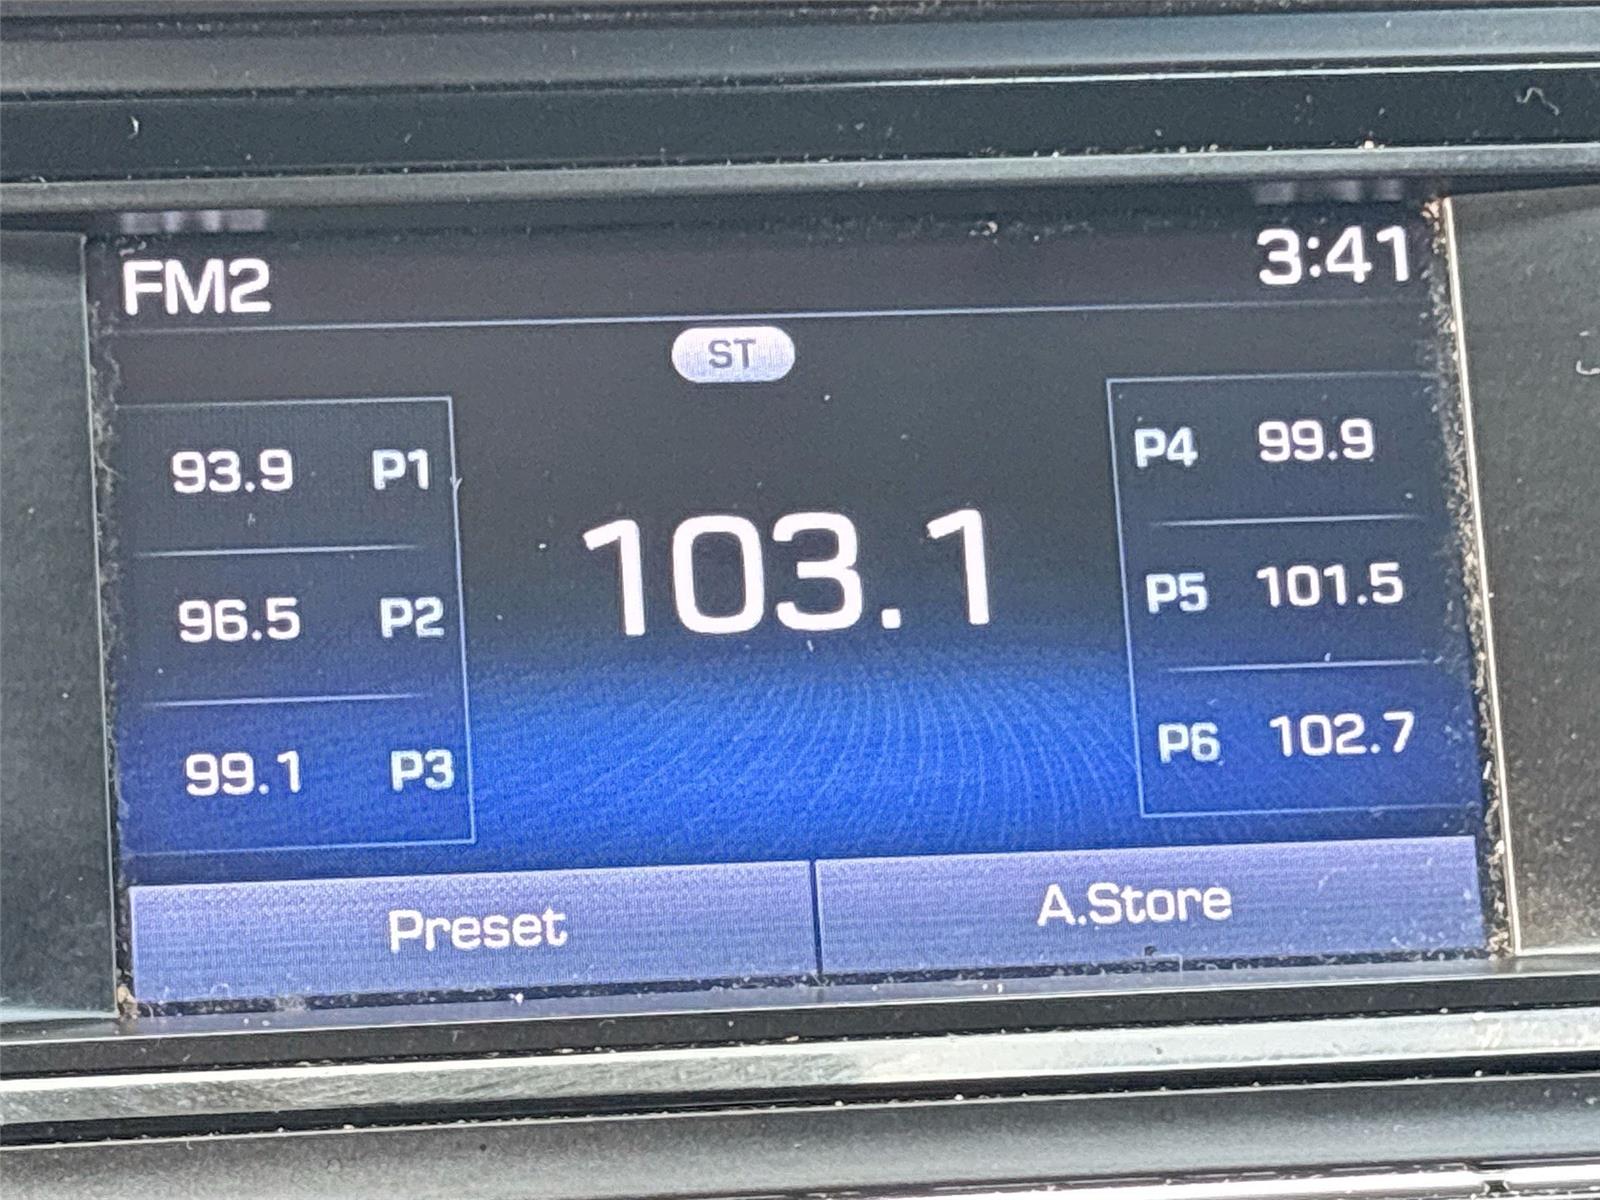 FM2 3:41
ST
93.9 P1
96.5 P2
99.1 P3
103.1
P4 99.9
P5 101.5
P6 102.7
Preset A.Store